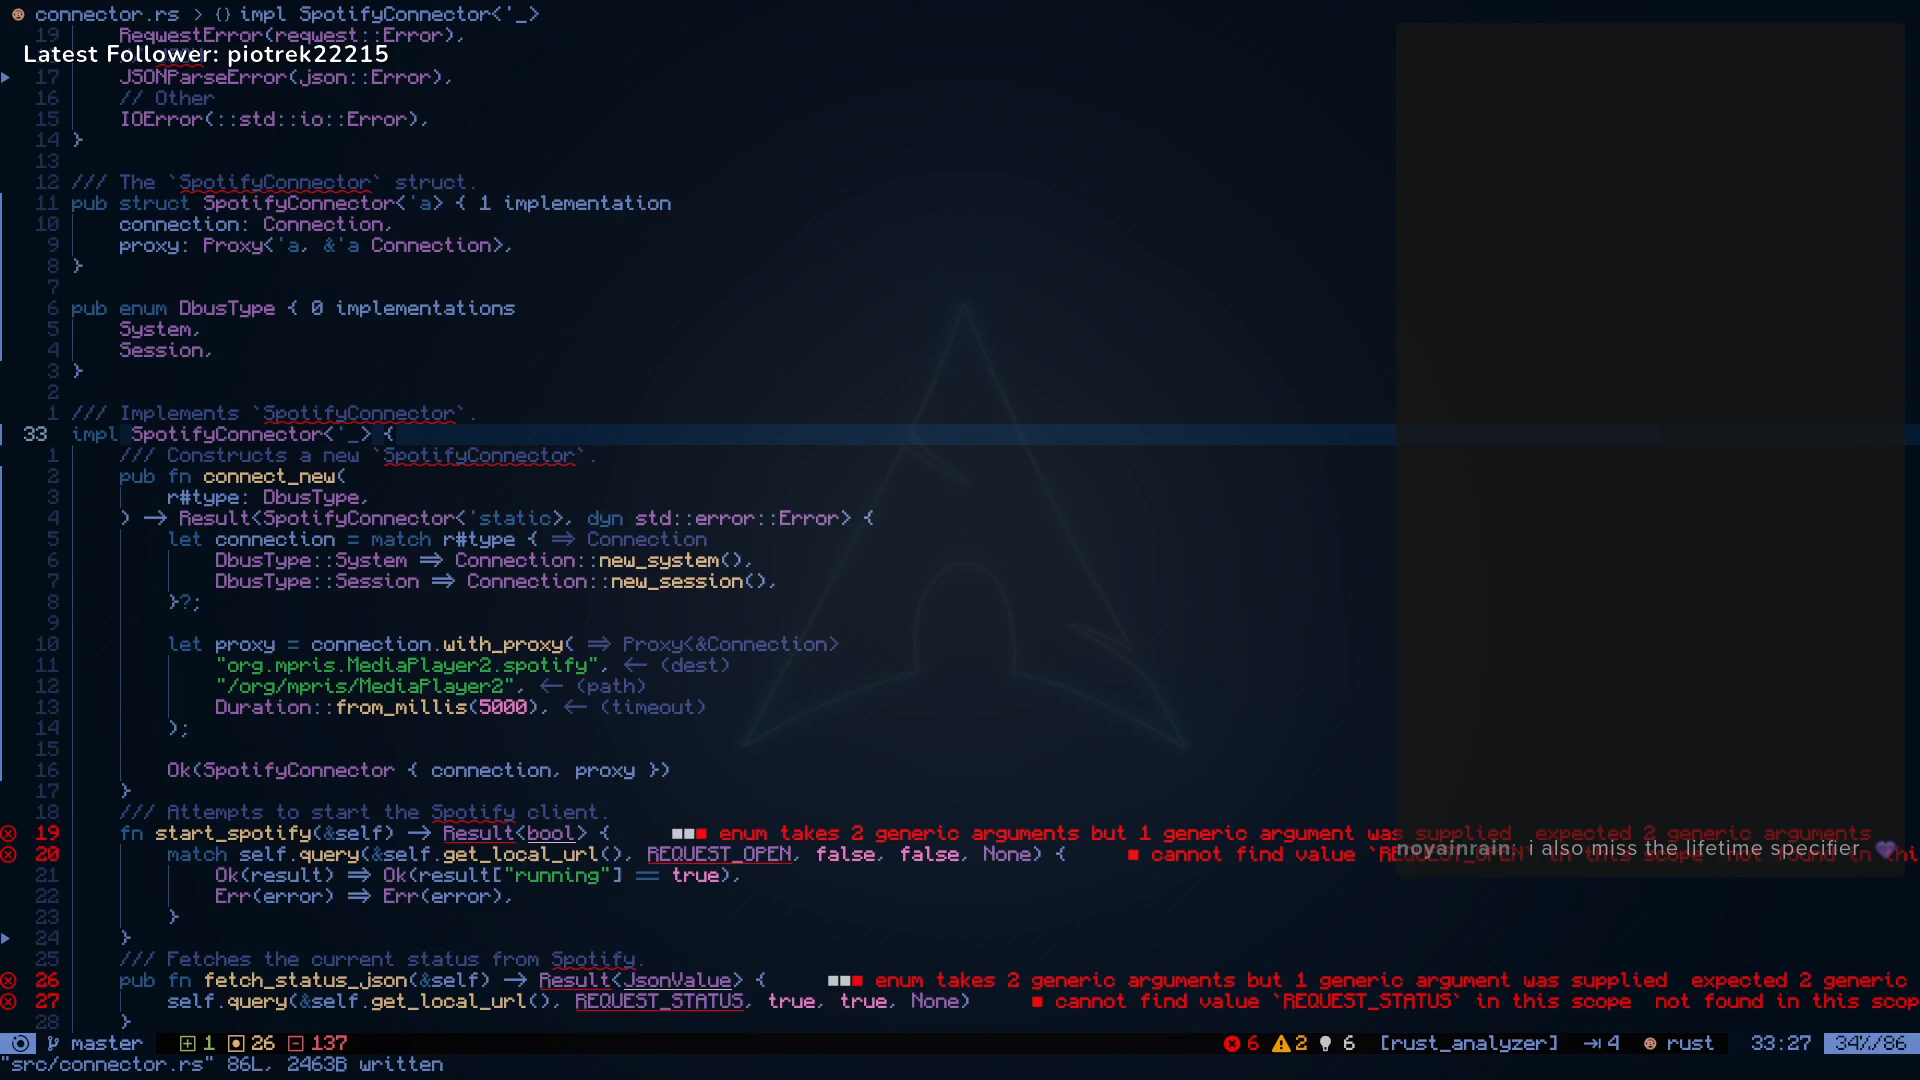 connector.rs > {} impl SpotifyConnector<'_>
19 RequestError(reqwest::Error),
Latest Follower: piotrek22215
17 JSONParseError(json::Error),
16 // Other
15 IOError(::std::io::Error),
14 }
13
12 /// The `SpotifyConnector` struct.
11 pub struct SpotifyConnector<'a> { 1 implementation
10 connection: Connection,
9 proxy: Proxy<'a, &'a Connection>,
8 }
7
6 pub enum DbusType { 0 implementations
5 System,
4 Session,
3 }
2
1 /// Implements `SpotifyConnector`.
33 impl SpotifyConnector<'_> {
1 /// Constructs a new `SpotifyConnector`.
2 pub fn connect_new(
3 r#type: DbusType,
4 ) -> Result<SpotifyConnector<'static>, dyn std::error::Error> {
5 let connection = match r#type { => Connection
6 DbusType::System => Connection::new_system(),
7 DbusType::Session => Connection::new_session(),
8 }?;
9
10 let proxy = connection.with_proxy( => Proxy<&Connection>
11 "org.mpris.MediaPlayer2.spotify", <- (dest)
12 "/org/mpris/MediaPlayer2", <- (path)
13 Duration::from_millis(5000), <- (timeout)
14 );
15
16 Ok(SpotifyConnector { connection, proxy })
17 }
18 /// Attempts to start the Spotify client.
19 fn start_spotify(&self) -> Result<bool> { ■■■ enum takes 2 generic arguments but 1 generic argument was supplied expected 2 generic arguments
20 match self.query(&self.get_local_url(), REQUEST_OPEN, false, false, None) { ■ cannot find value `REQUEST_OPEN` in this scope not found in thi
noyainrain: i also miss the lifetime specifier 💜
21 Ok(result) => Ok(result["running"] == true),
22 Err(error) => Err(error),
23 }
24 }
25 /// Fetches the current status from Spotify.
26 pub fn fetch_status_json(&self) -> Result<JsonValue> { ■■■ enum takes 2 generic arguments but 1 generic argument was supplied expected 2 generic
27 self.query(&self.get_local_url(), REQUEST_STATUS, true, true, None) ■ cannot find value `REQUEST_STATUS` in this scope not found in this scop
28 }
master 1 26 137 6 2 6 [rust_analyzer] 4 rust 33:27 34%/86
"src/connector.rs" 86L, 2463B written